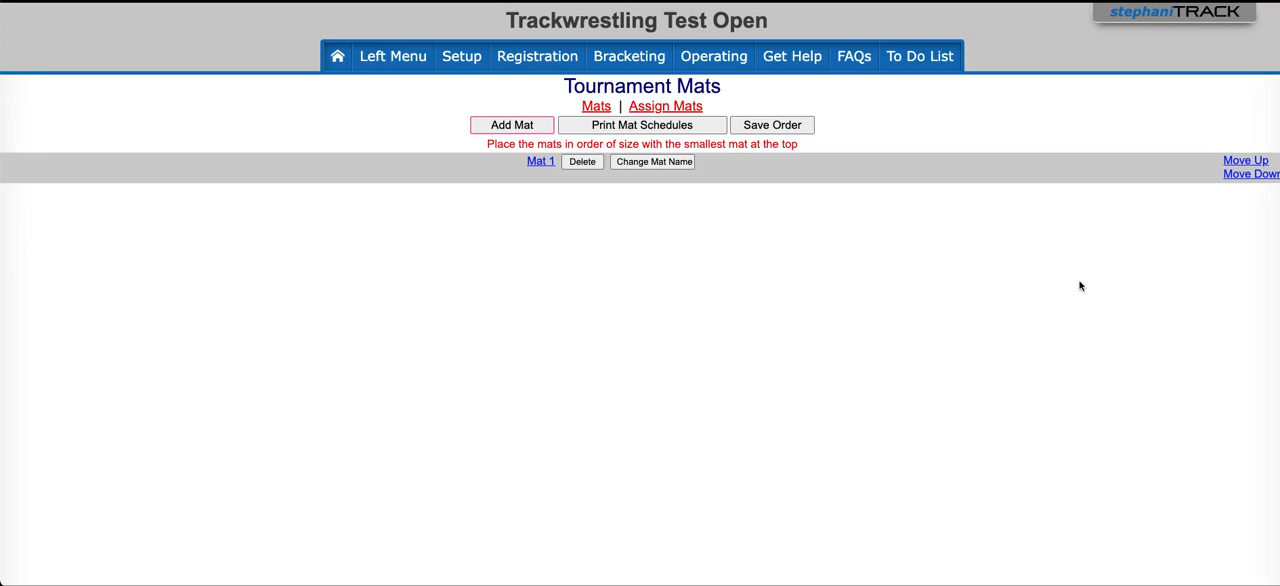 Trackwrestling Test Open
stephaniTRACK
Left Menu Setup Registration Bracketing Operating Get Help FAQs To Do List
Tournament Mats
Mats | Assign Mats
Add Mat Print Mat Schedules Save Order
Place the mats in order of size with the smallest mat at the top
Mat 1 Delete Change Mat Name Move Up
Move Down